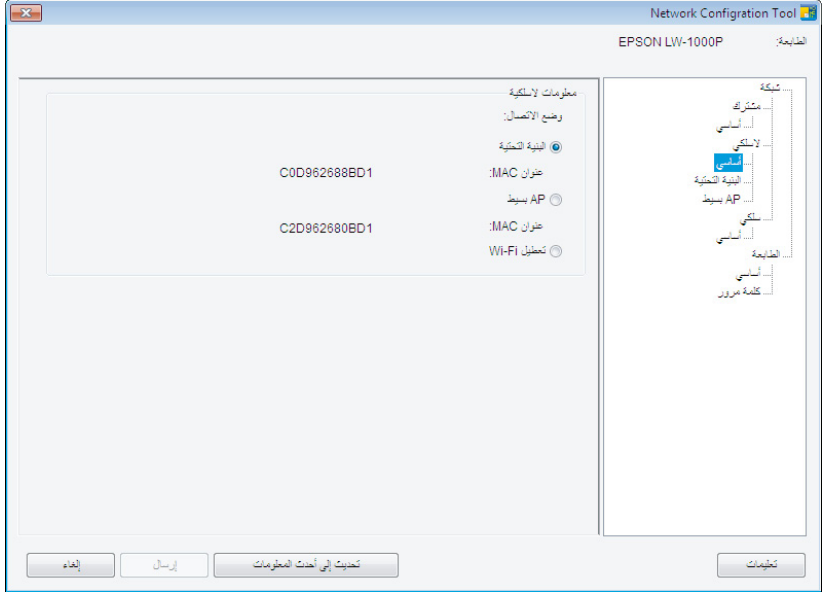 Network Configration Tool
الطابعة: EPSON LW-1000P
شبكة
مشترك
أساسي
لاسلكي
أساسي
البنية التحتية
AP بسيط
سلكي
أساسي
الطابعة
أساسي
كلمة مرور
معلومات لاسلكية
وضع الاتصال:
البنية التحتية
عنوان MAC: C0D962688BD1
AP بسيط
عنوان MAC: C2D962680BD1
تعطيل Wi-Fi
تعليمات
تحديث إلى أحدث المعلومات
إرسال
إلغاء